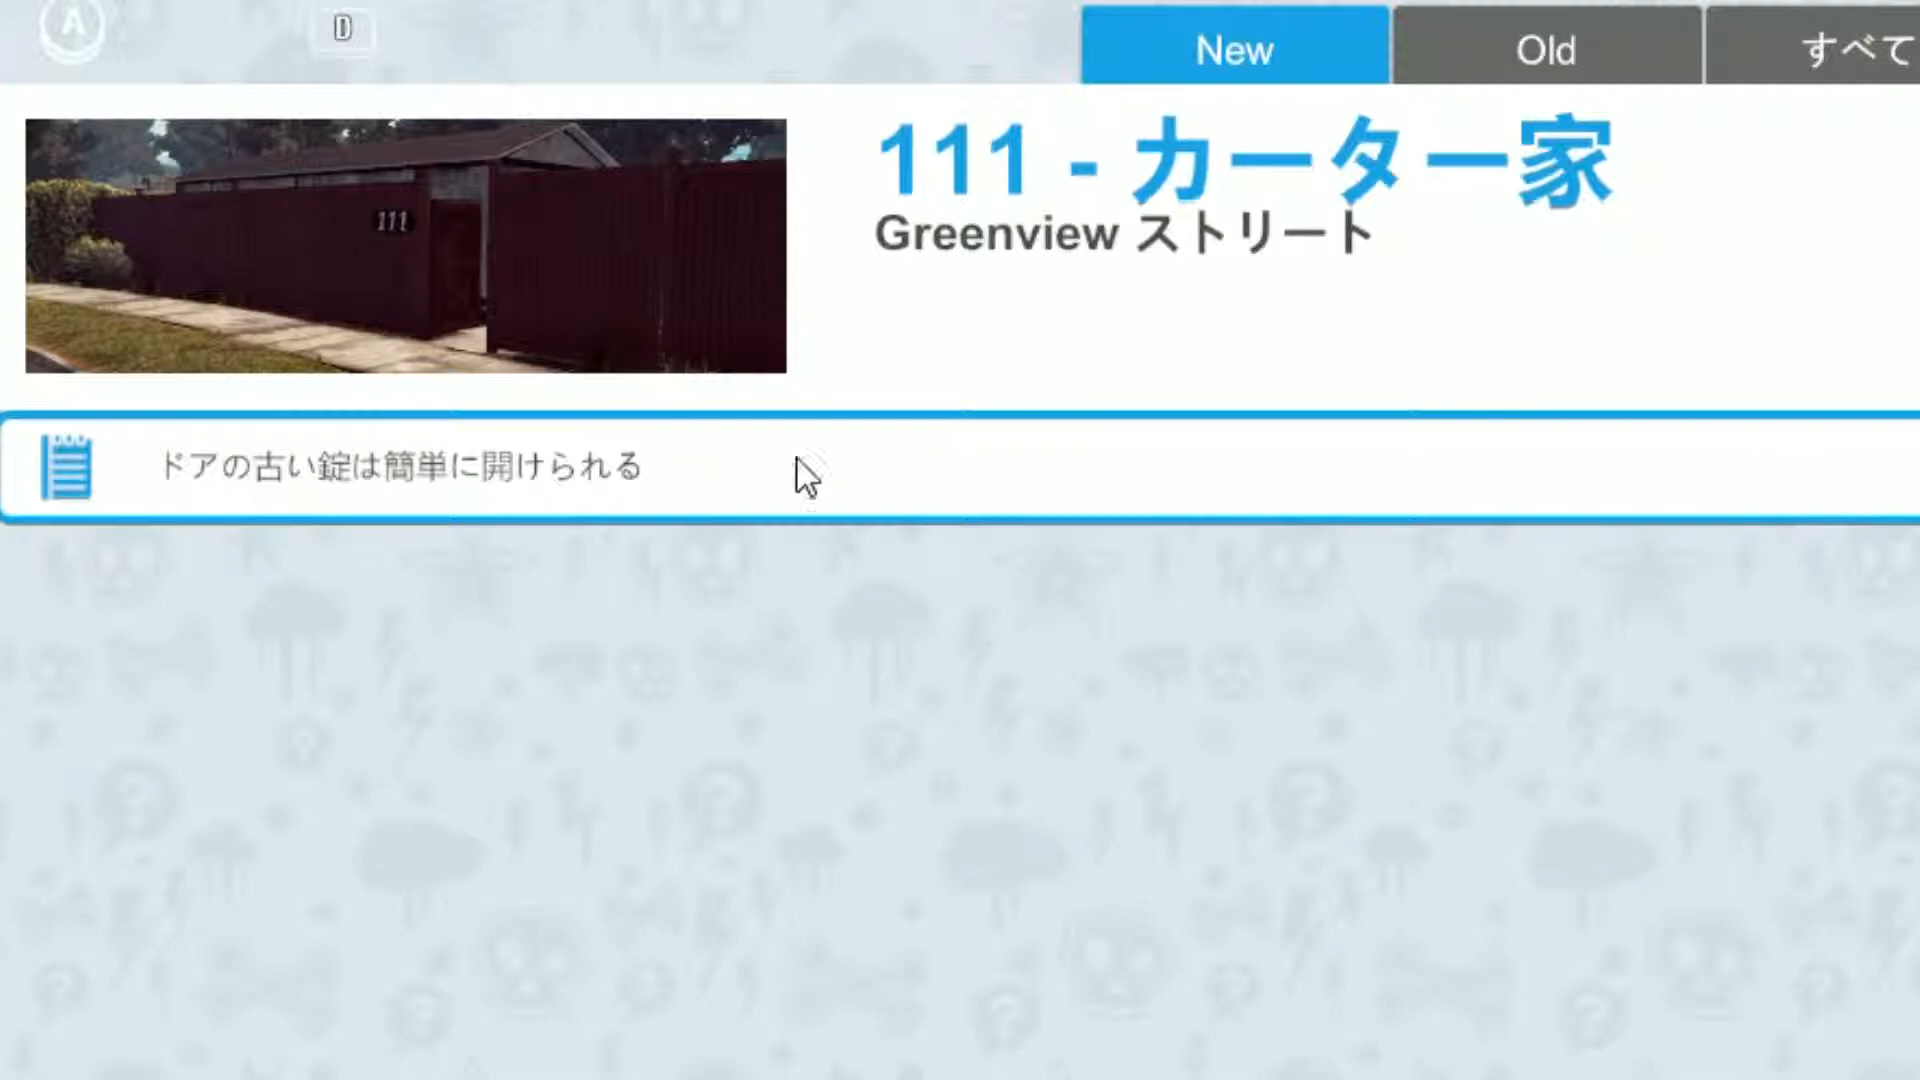 A
D
New
Old
すべて
111 - カーター家
Greenview ストリート
111
ドアの古い錠は簡単に開けられる